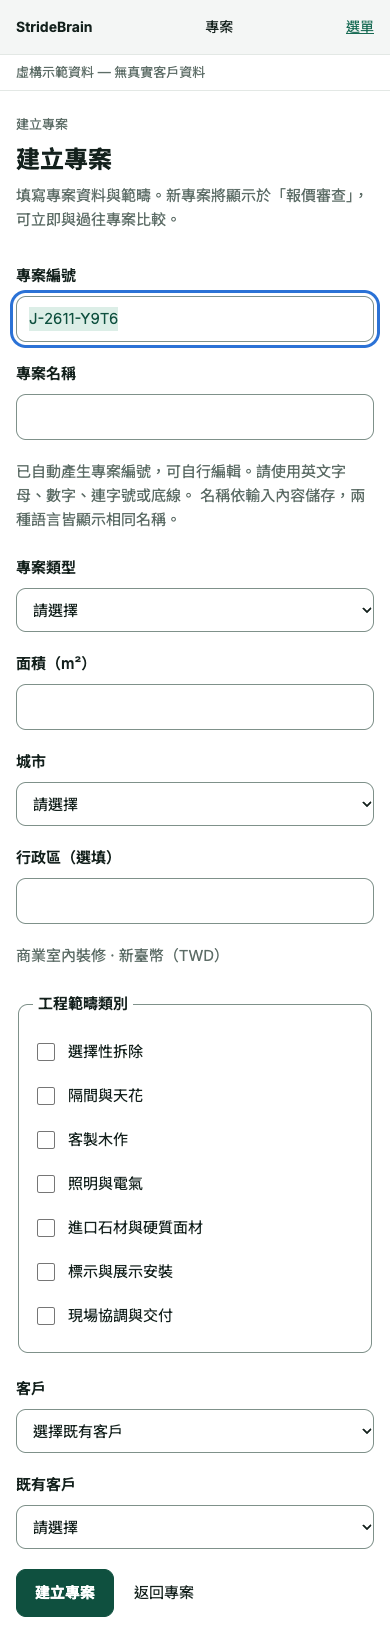 StrideBrain
專案
選單
虛構示範資料 — 無真實客戶資料
建立專案
建立專案
填寫專案資料與範疇。新專案將顯示於「報價審查」，
可立即與過往專案比較。
專案編號
J-2611-Y9T6
專案名稱
已自動產生專案編號，可自行編輯。請使用英文字
母、數字、連字號或底線。 名稱依輸入內容儲存，兩
種語言皆顯示相同名稱。
專案類型
請選擇
面積（m²）
城市
請選擇
行政區（選填）
商業室內裝修 · 新臺幣（TWD）
工程範疇類別
選擇性拆除
隔間與天花
客製木作
照明與電氣
進口石材與硬質面材
標示與展示安裝
現場協調與交付
客戶
選擇既有客戶
既有客戶
請選擇
建立專案
返回專案